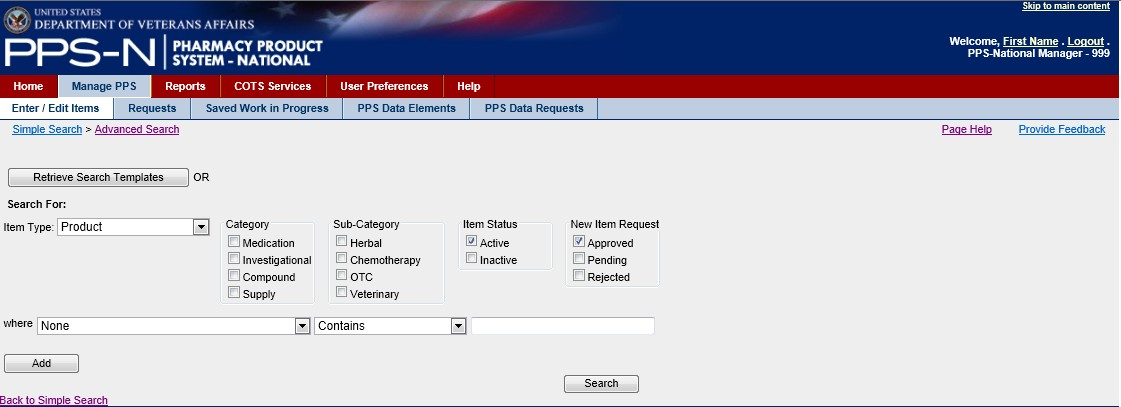 Skip to main content
UNITED STATES
DEPARTMENT OF VETERANS AFFAIRS
PPS-N PHARMACY PRODUCT
SYSTEM - NATIONAL
Welcome, First Name . Logout .
PPS-National Manager - 999
Home Manage PPS Reports COTS Services User Preferences Help
Enter / Edit Items Requests Saved Work in Progress PPS Data Elements PPS Data Requests
Simple Search > Advanced Search Page Help Provide Feedback
Retrieve Search Templates OR
Search For:
Item Type: Product
Category
Medication
Investigational
Compound
Supply
Sub-Category
Herbal
Chemotherapy
OTC
Veterinary
Item Status
Active
Inactive
New Item Request
Approved
Pending
Rejected
where None Contains
Add
Search
Back to Simple Search